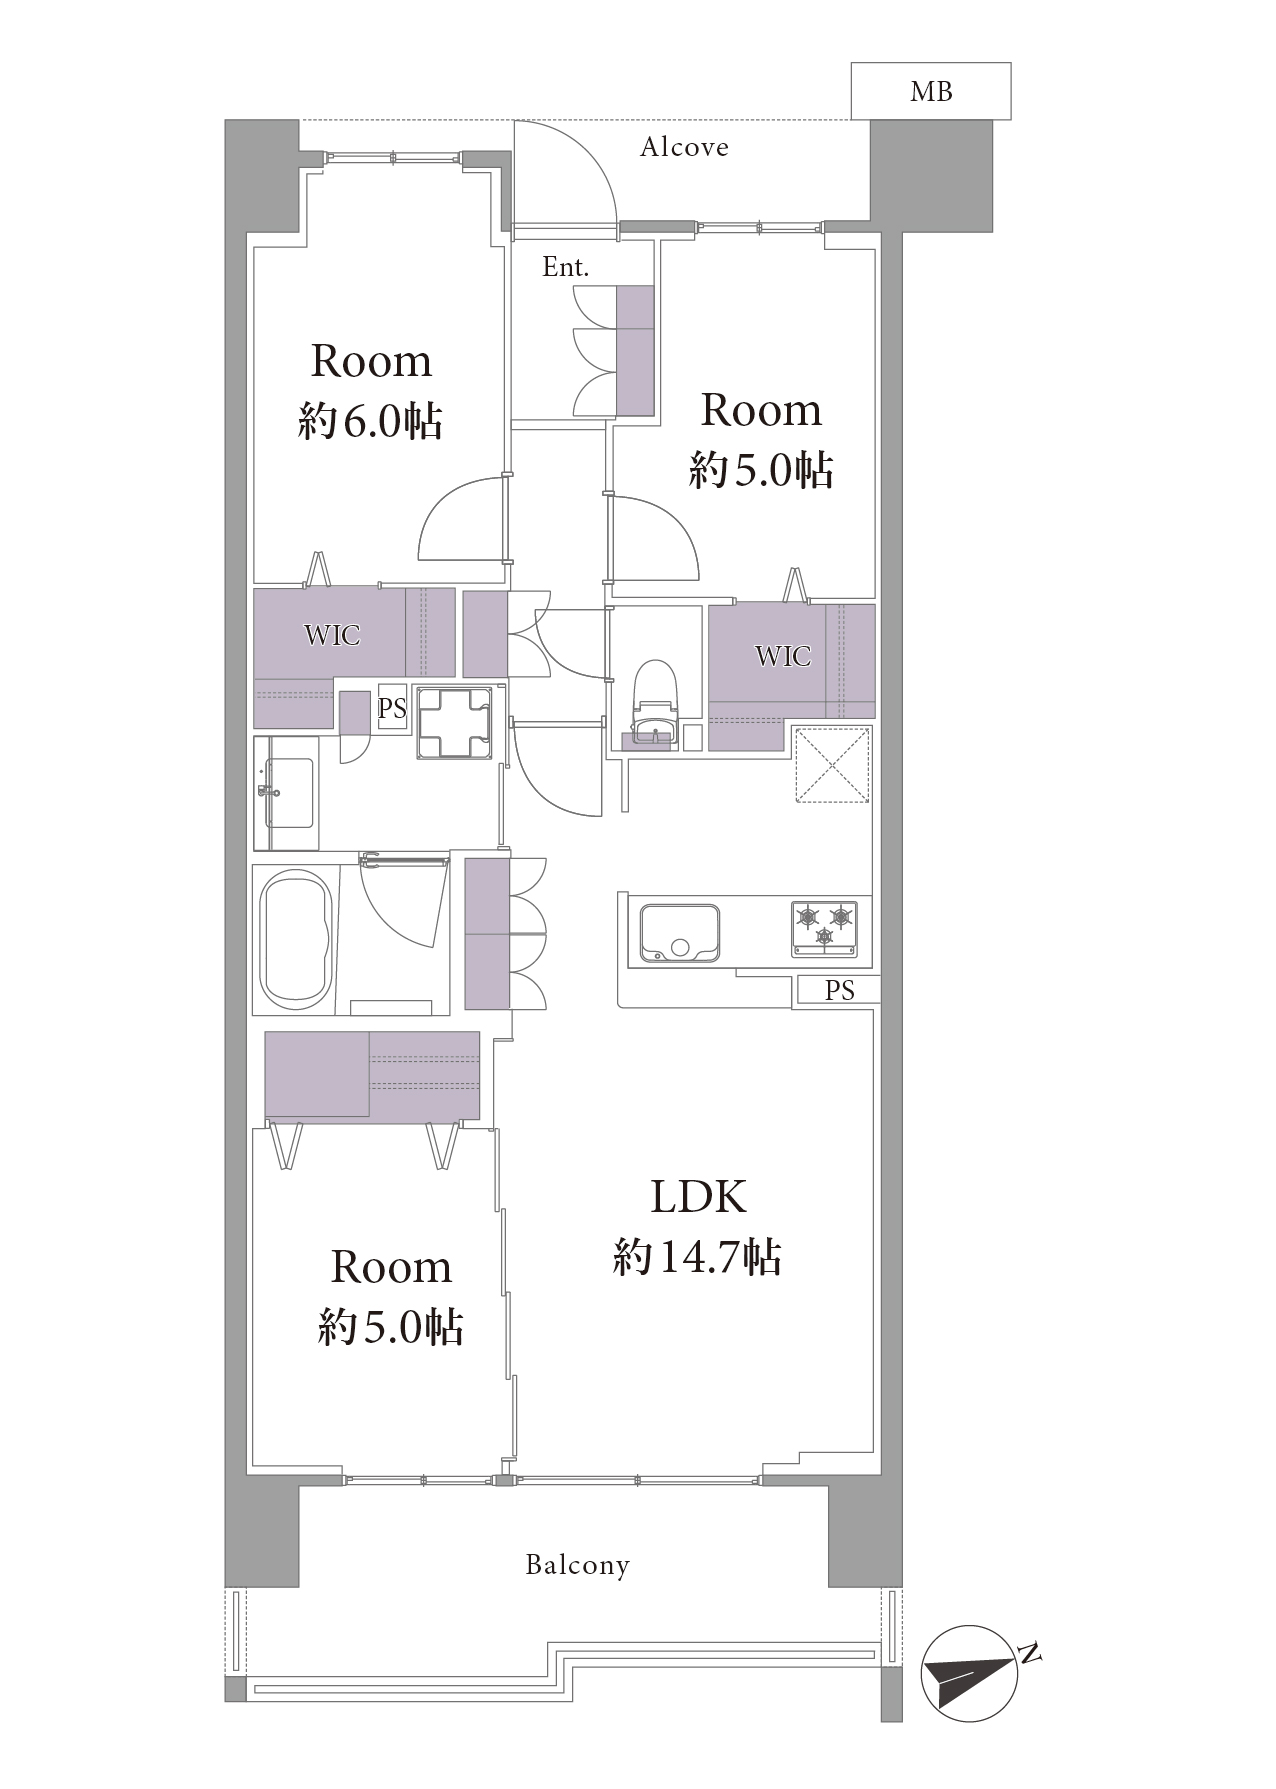 MB
Alcove
Ent.
Room
約6.0帖
Room
約5.0帖
WIC
WIC
PS
PS
LDK
約14.7帖
Room
約5.0帖
Balcony
N